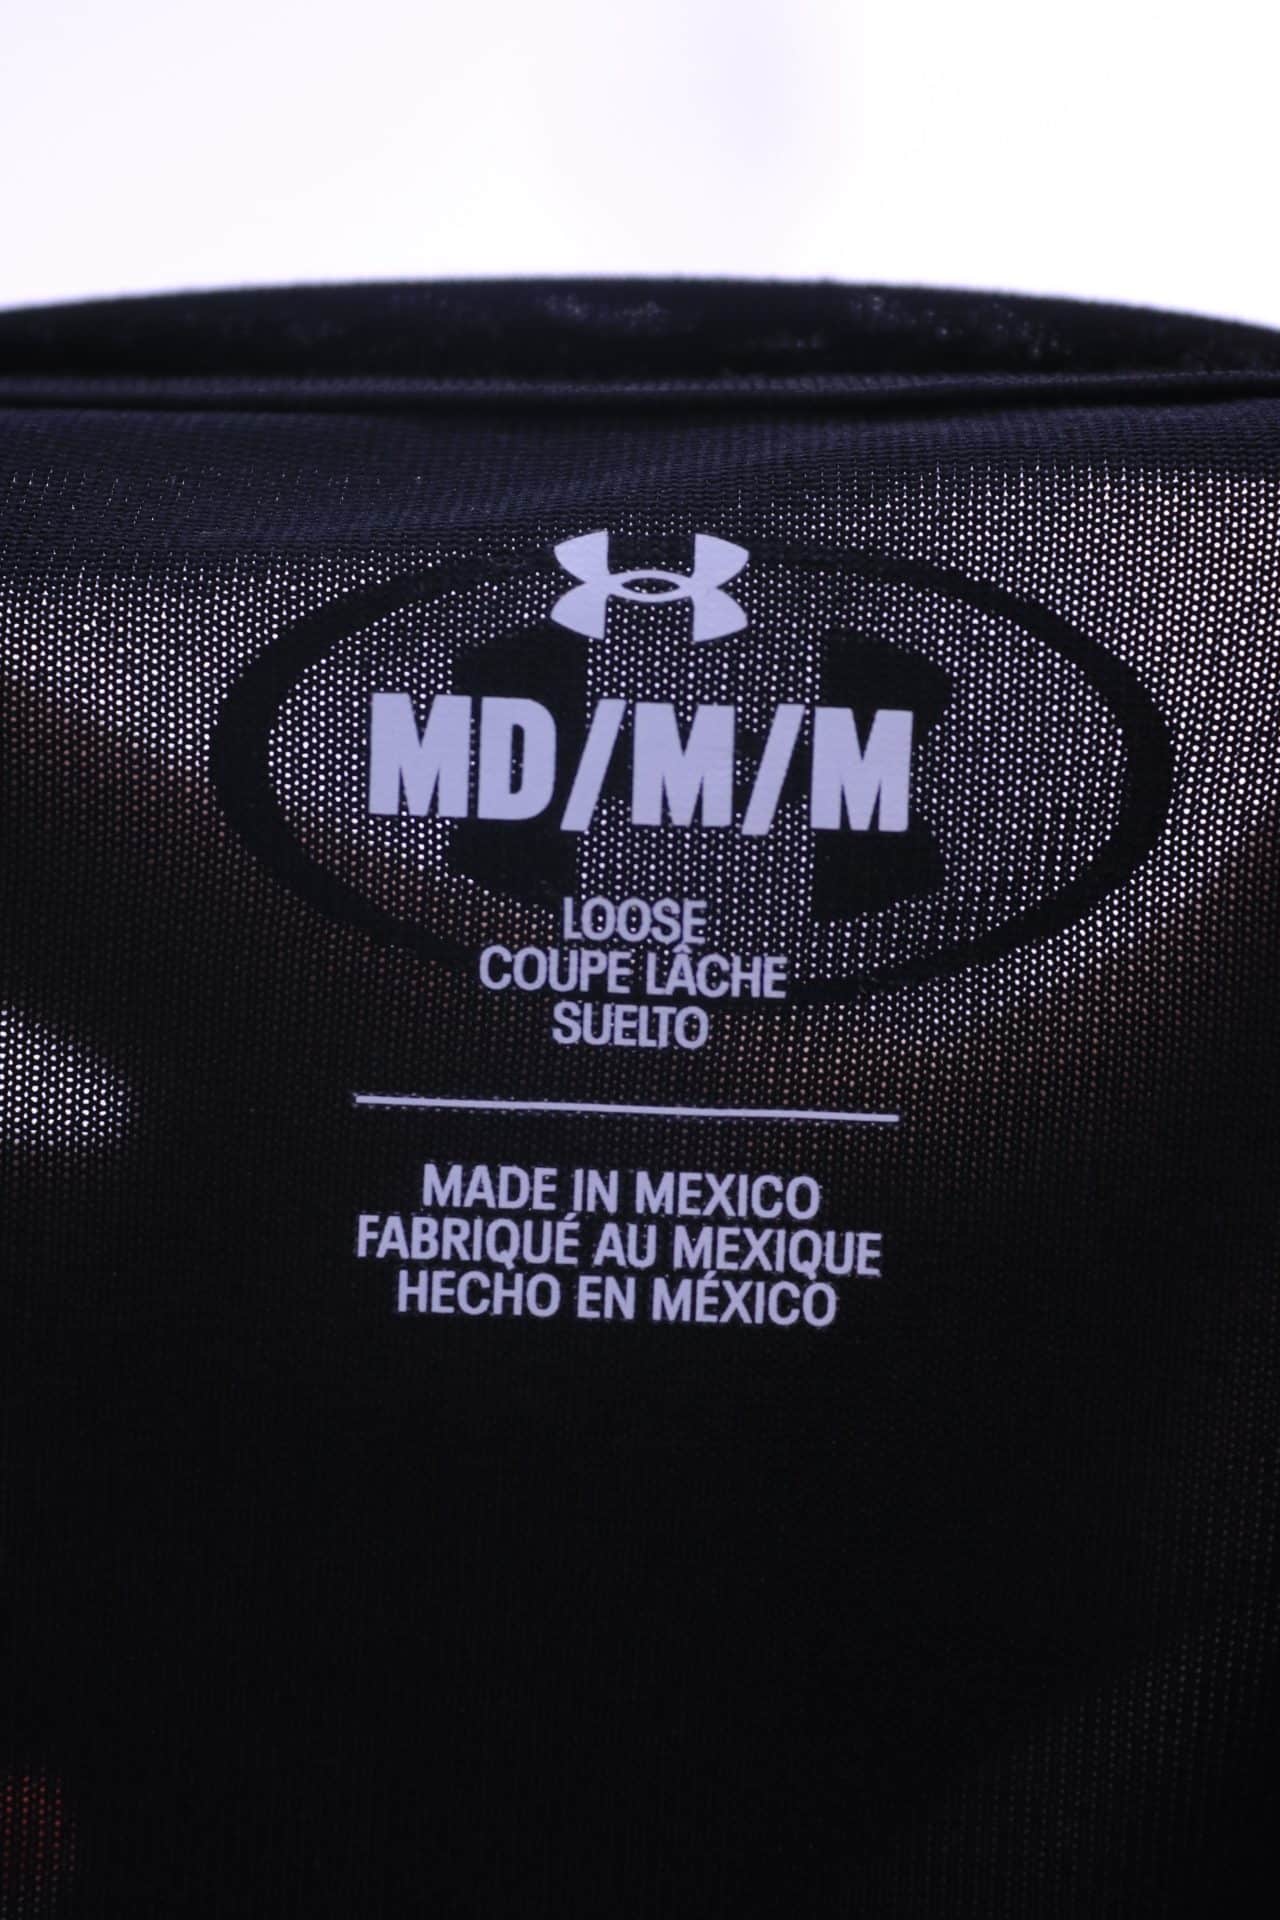 MD/M/M
LOOSE
COUPE LÂCHE
SUELTO
MADE IN MEXICO
FABRIQUÉ AU MEXIQUE
HECHO EN MÉXICO